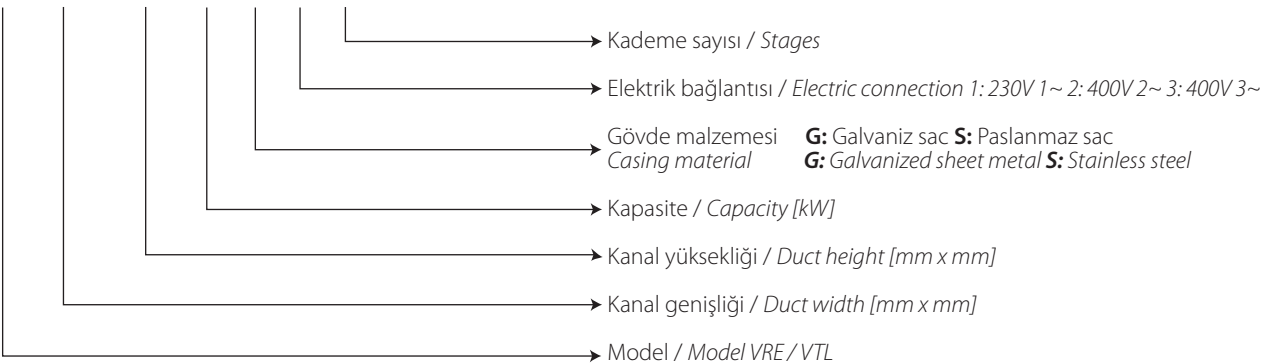 Kademe sayısı / Stages
Elektrik bağlantısı / Electric connection 1: 230V 1~ 2: 400V 2~ 3: 400V 3~
Gövde malzemesi G: Galvaniz sac S: Paslanmaz sac
Casing material G: Galvanized sheet metal S: Stainless steel
Kapasite / Capacity [kW]
Kanal yüksekliği / Duct height [mm x mm]
Kanal genişliği / Duct width [mm x mm]
Model / Model VRE / VTL